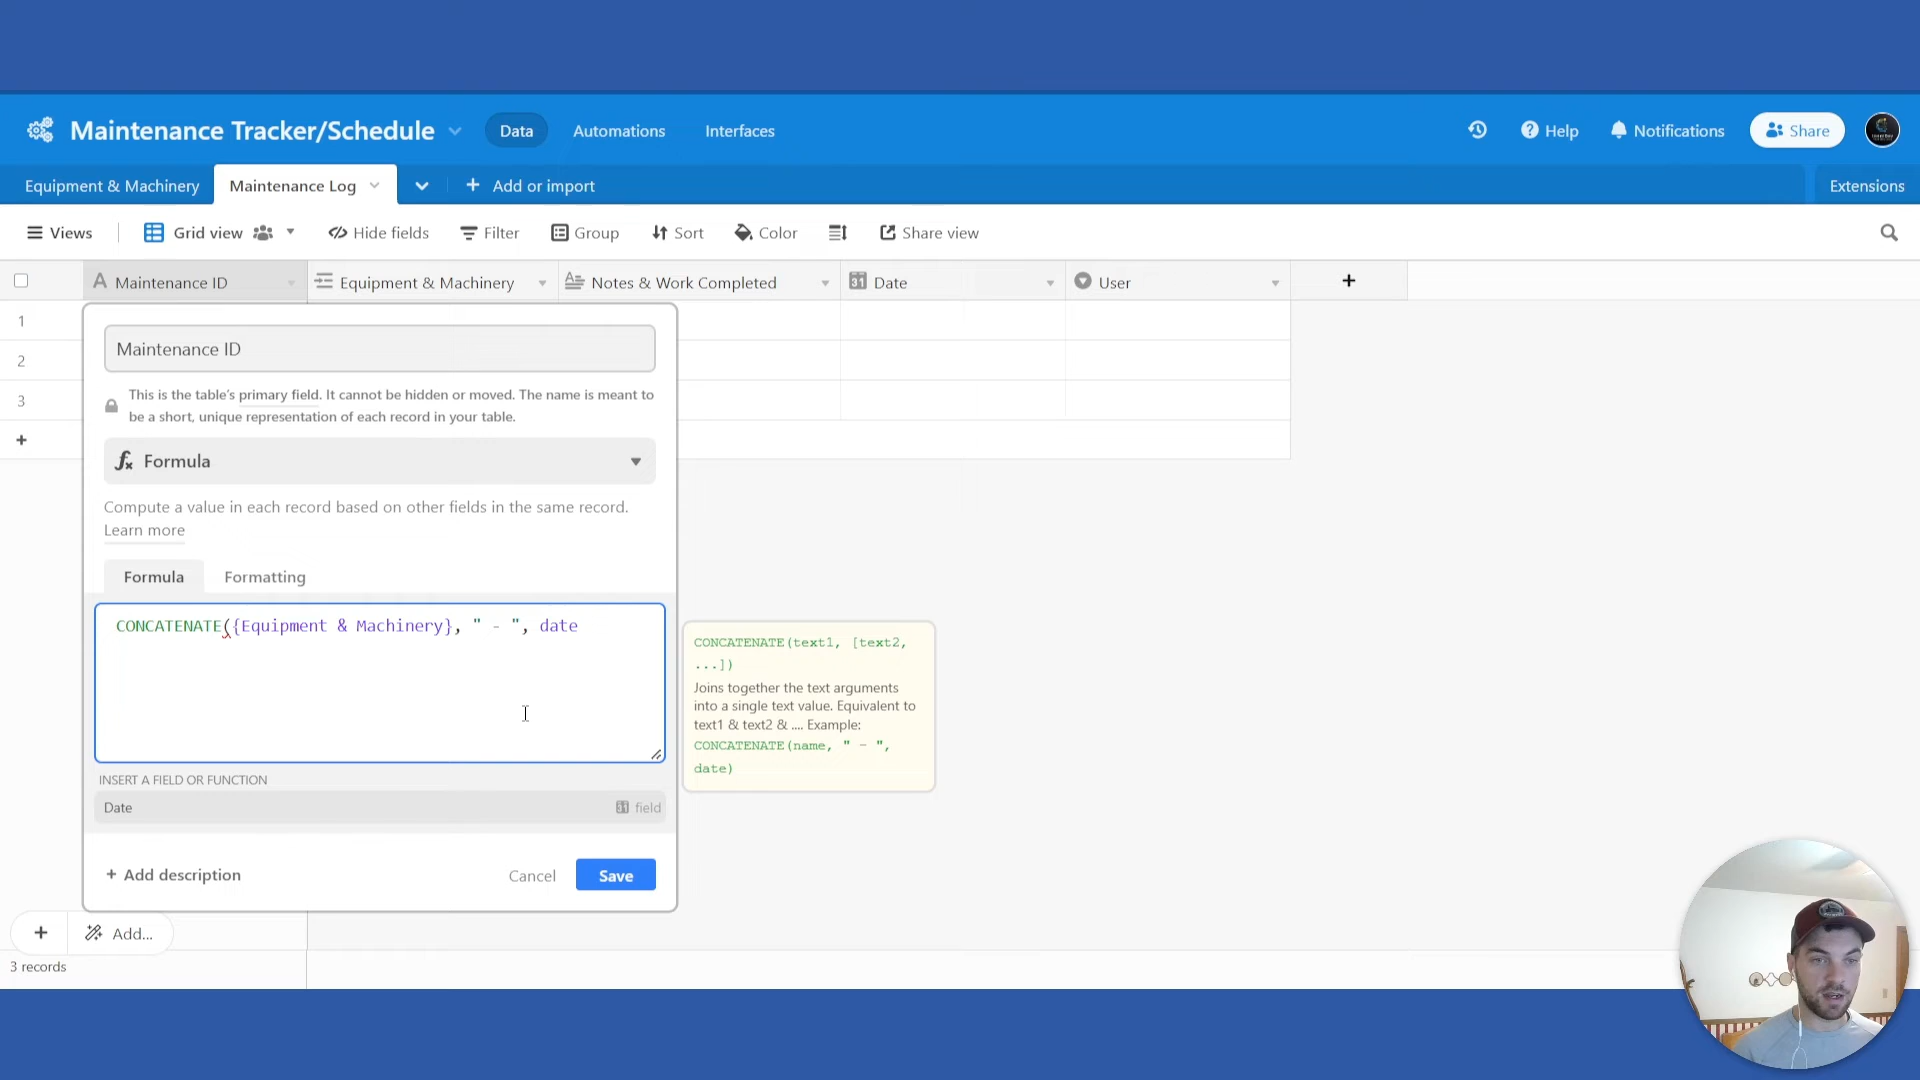 Maintenance Tracker/Schedule
Data
Automations
Interfaces
Help
Notifications
Share
Equipment & Machinery
Maintenance Log
Add or import
Extensions
Views
Grid view
Hide fields
Filter
Group
Sort
Color
Share view
Maintenance ID
Equipment & Machinery
Notes & Work Completed
Date
User
+
1
2
3
+
Maintenance ID
This is the table's primary field. It cannot be hidden or moved. The name is meant to
be a short, unique representation of each record in your table.
Formula
Compute a value in each record based on other fields in the same record.
Learn more
Formula
Formatting
CONCATENATE({Equipment & Machinery}, " - ", date
CONCATENATE(text1, [text2,
...])
Joins together the text arguments
into a single text value. Equivalent to
text1 & text2 & .... Example:
CONCATENATE(name, " - ",
date)
INSERT A FIELD OR FUNCTION
Date
field
+ Add description
Cancel
Save
+
Add...
3 records